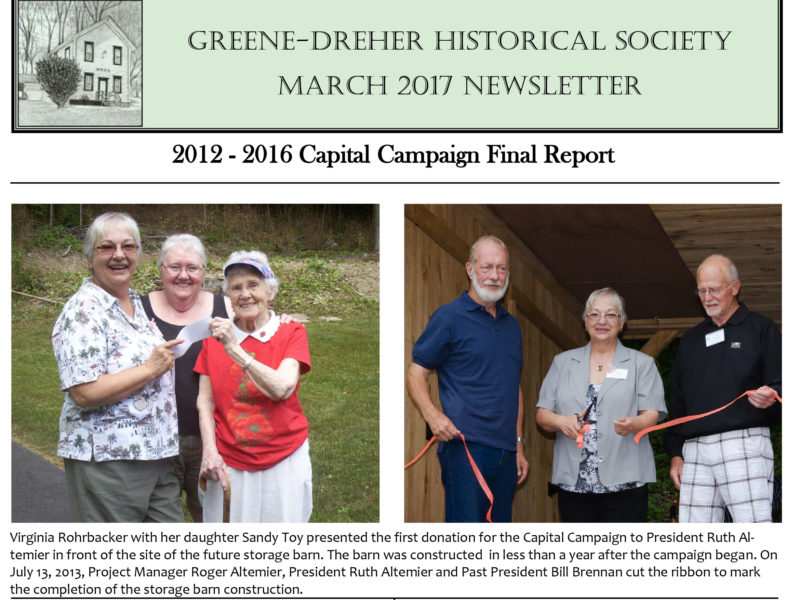 GREENE-DREHER HISTORICAL SOCIETY
MARCH 2017 NEWSLETTER
2012 - 2016 Capital Campaign Final Report
Virginia Rohrbacker with her daughter Sandy Toy presented the first donation for the Capital Campaign to President Ruth Al-
temier in front of the site of the future storage barn. The barn was constructed in less than a year after the campaign began. On
July 13, 2013, Project Manager Roger Altemier, President Ruth Altemier and Past President Bill Brennan cut the ribbon to mark
the completion of the storage barn construction.